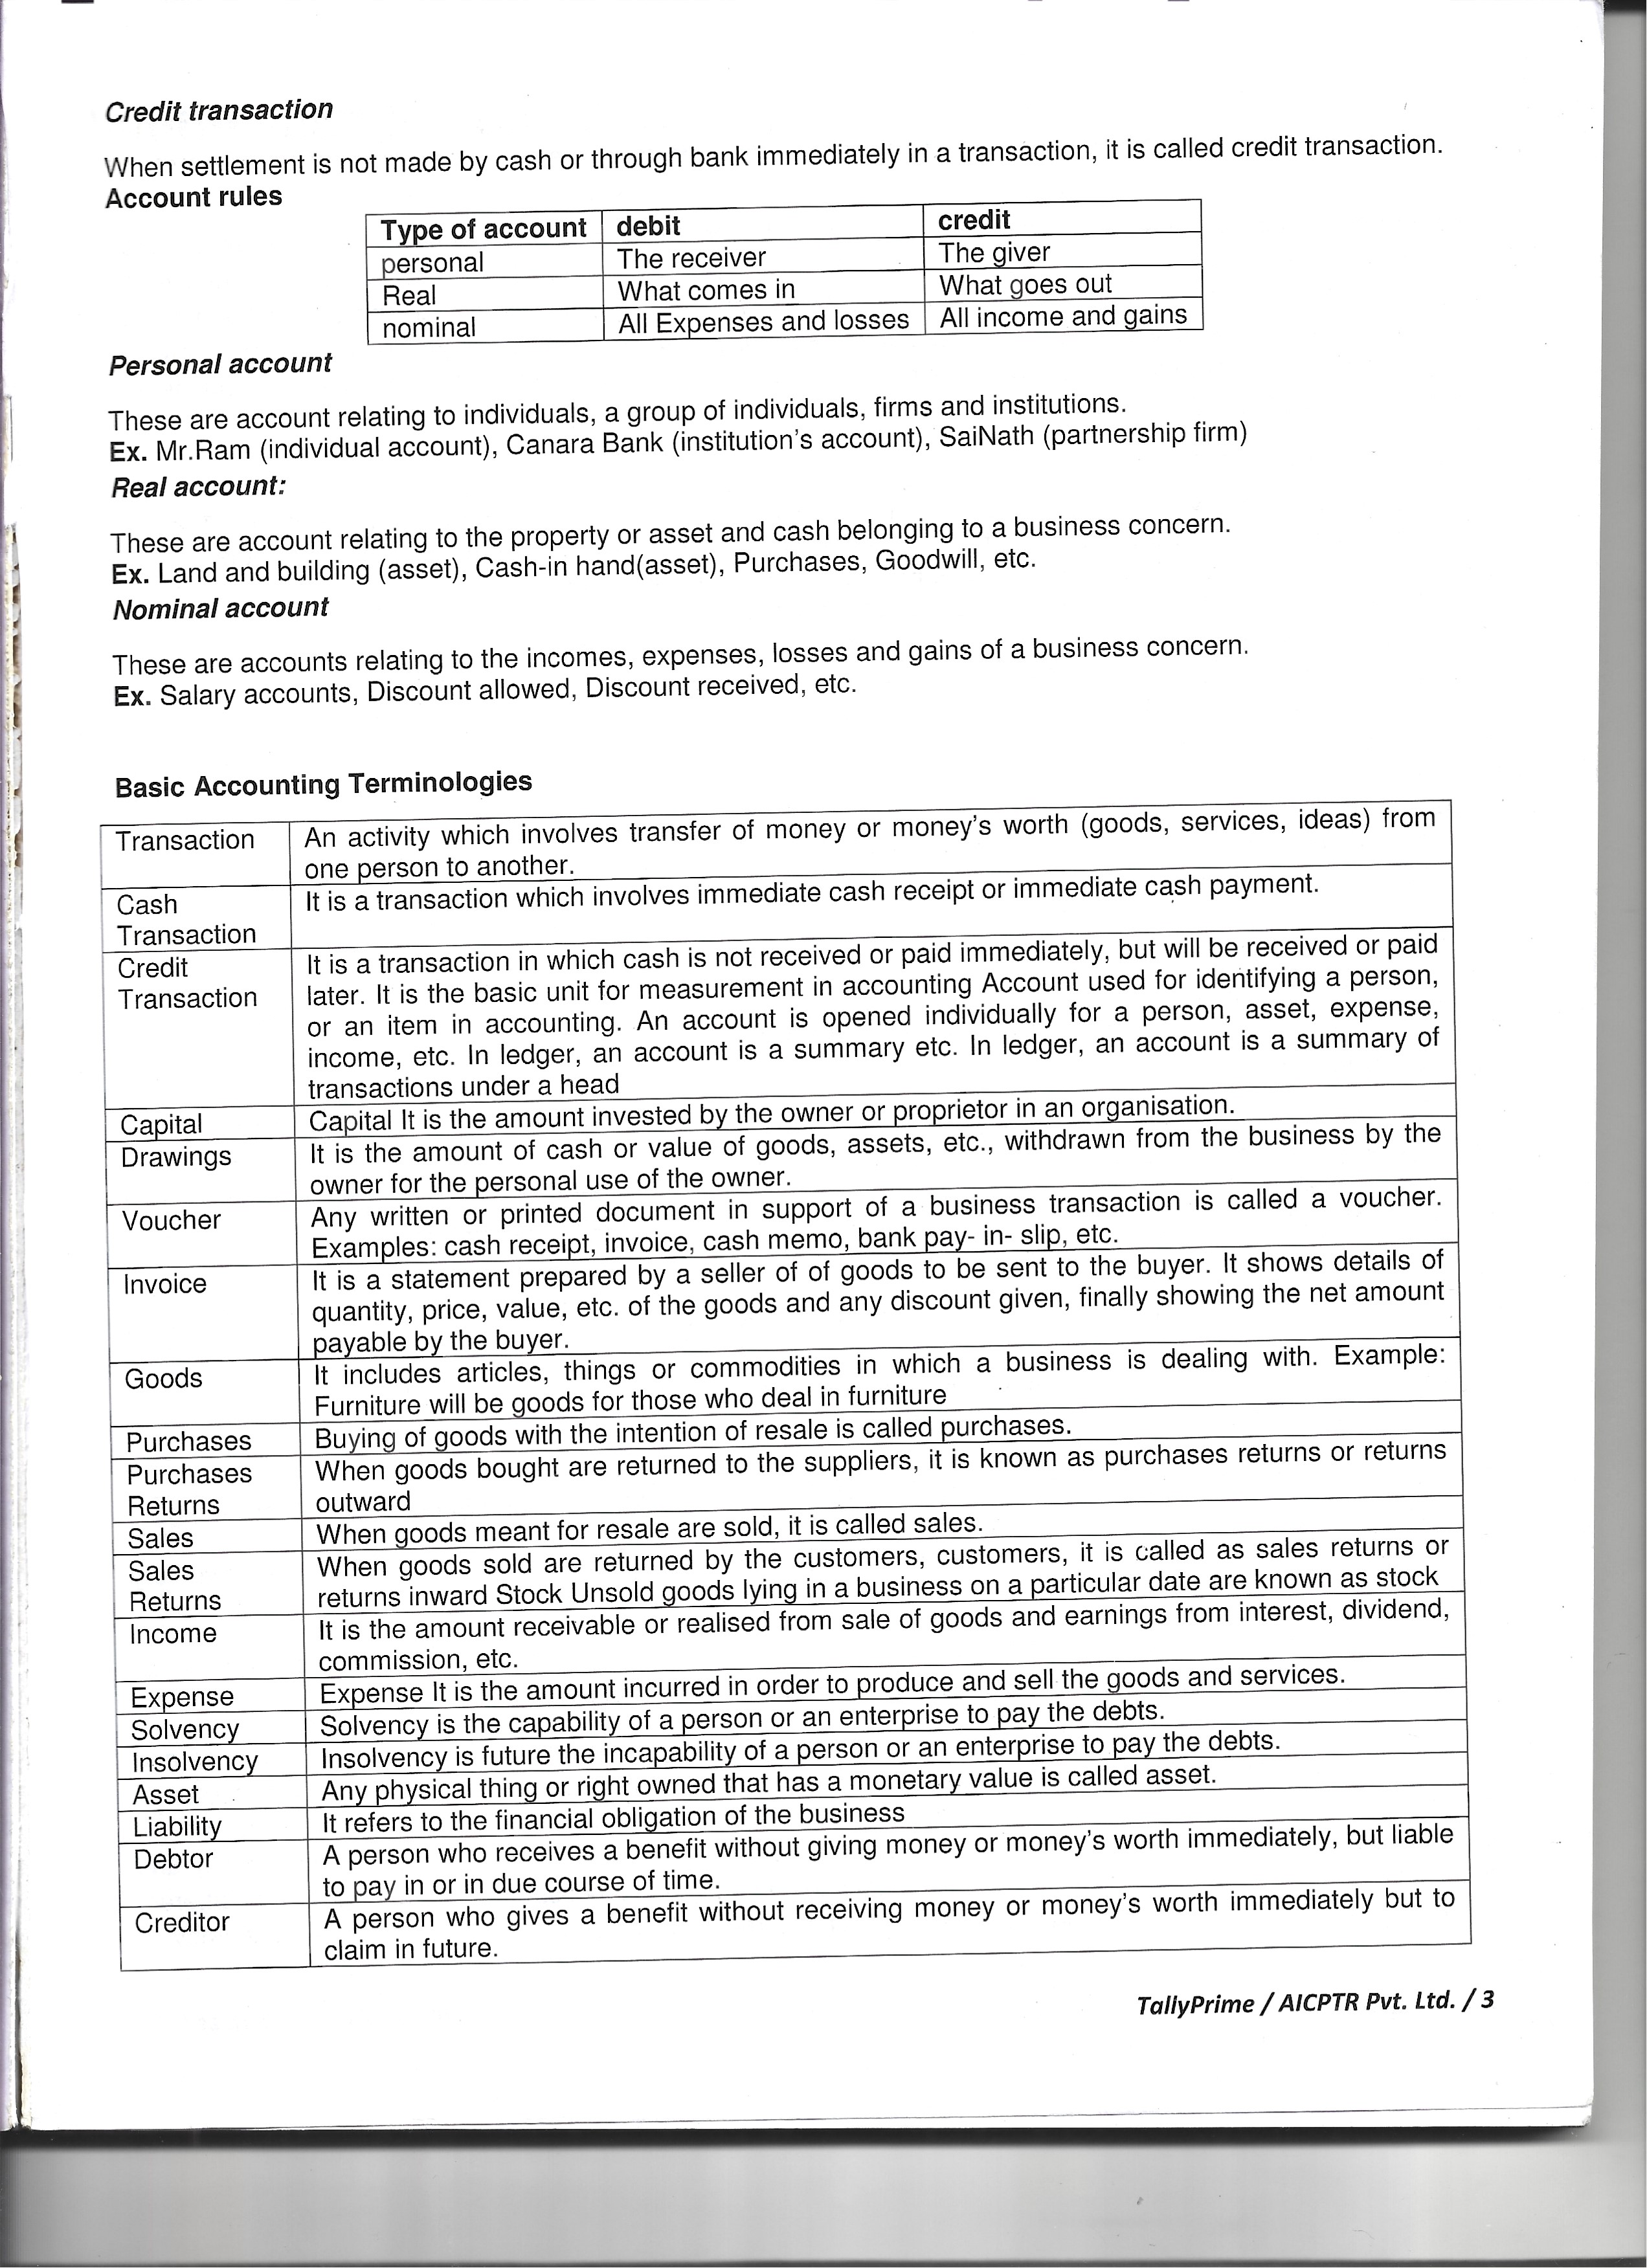 Credit transaction
When settlement is not made by cash or through bank immediately in a transaction, it is called credit transaction.
Account rules
Type of account debit credit
personal The receiver The giver
Real What comes in What goes out
nominal All Expenses and losses All income and gains
Personal account
These are account relating to individuals, a group of individuals, firms and institutions.
Ex. Mr.Ram (individual account), Canara Bank (institution's account), SaiNath (partnership firm)
Real account:
These are account relating to the property or asset and cash belonging to a business concern.
Ex. Land and building (asset), Cash-in hand(asset), Purchases, Goodwill, etc.
Nominal account
These are accounts relating to the incomes, expenses, losses and gains of a business concern.
Ex. Salary accounts, Discount allowed, Discount received, etc.
Basic Accounting Terminologies
Transaction An activity which involves transfer of money or money's worth (goods, services, ideas) from
one person to another.
Cash It is a transaction which involves immediate cash receipt or immediate cash payment.
Transaction
Credit It is a transaction in which cash is not received or paid immediately, but will be received or paid
Transaction later. It is the basic unit for measurement in accounting Account used for identifying a person,
or an item in accounting. An account is opened individually for a person, asset, expense,
income, etc. In ledger, an account is a summary etc. In ledger, an account is a summary of
transactions under a head
Capital Capital It is the amount invested by the owner or proprietor in an organisation.
Drawings It is the amount of cash or value of goods, assets, etc., withdrawn from the business by the
owner for the personal use of the owner.
Voucher Any written or printed document in support of a business transaction is called a voucher.
Examples: cash receipt, invoice, cash memo, bank pay- in- slip, etc.
Invoice It is a statement prepared by a seller of of goods to be sent to the buyer. It shows details of
quantity, price, value, etc. of the goods and any discount given, finally showing the net amount
payable by the buyer.
Goods It includes articles, things or commodities in which a business is dealing with. Example:
Furniture will be goods for those who deal in furniture
Purchases Buying of goods with the intention of resale is called purchases.
Purchases When goods bought are returned to the suppliers, it is known as purchases returns or returns
Returns outward
Sales When goods meant for resale are sold, it is called sales.
Sales When goods sold are returned by the customers, customers, it is called as sales returns or
Returns returns inward Stock Unsold goods lying in a business on a particular date are known as stock
Income It is the amount receivable or realised from sale of goods and earnings from interest, dividend,
commission, etc.
Expense Expense It is the amount incurred in order to produce and sell the goods and services.
Solvency Solvency is the capability of a person or an enterprise to pay the debts.
Insolvency Insolvency is future the incapability of a person or an enterprise to pay the debts.
Asset Any physical thing or right owned that has a monetary value is called asset.
Liability It refers to the financial obligation of the business
Debtor A person who receives a benefit without giving money or money's worth immediately, but liable
to pay in or in due course of time.
Creditor A person who gives a benefit without receiving money or money's worth immediately but to
claim in future.
TallyPrime / AICPTR Pvt. Ltd. / 3